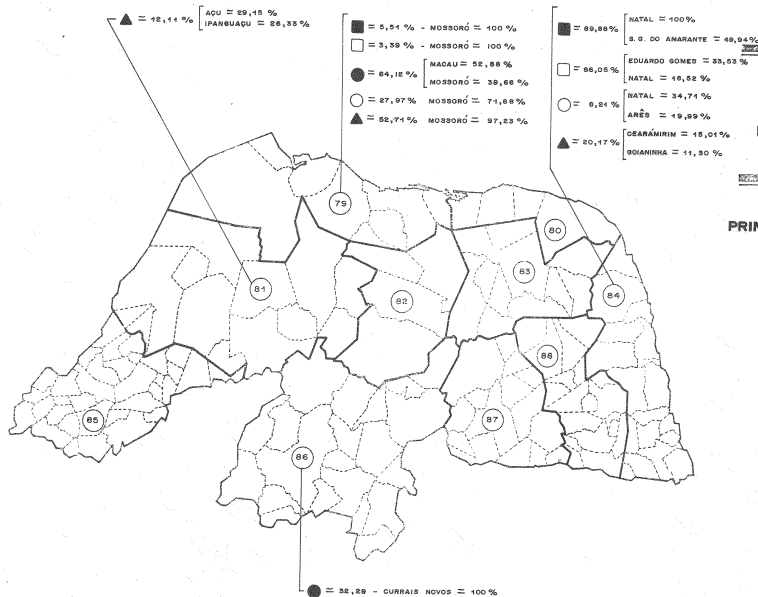 ▲ = 12,11% [ AÇU = 29,15 %
IPANGUAÇU = 26,33%
■ = 5,51 % - MOSSORÓ = 100 %
□ = 3,39 % - MOSSORÓ = 100%
● = 64,12% [ MACAU = 52,88 %
MOSSORÓ = 39,66 %
○ = 27,97% MOSSORÓ = 71,68 %
▲ = 52,71% MOSSORÓ = 97,23 %
■ = 89,88% [ NATAL = 100%
S. G. DO AMARANTE = 49,94%
□ = 66,05% [ EDUARDO GOMES = 33,53%
NATAL = 16,52 %
○ = 6,21% [ NATAL = 34,71 %
ARÊS = 19,99%
▲ = 20,17% [ CEARÁMIRIM = 15,01%
GOIANINHA = 11,30 %
PRIN
79
80
81
82
83
84
85
86
87
88
● = 32,29 - CURRAIS NOVOS = 100 %